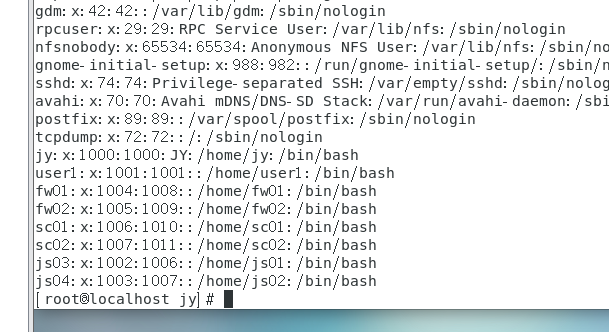 gdm:x:42:42::/var/lib/gdm:/sbin/nologin
rpcuser:x:29:29:RPC Service User:/var/lib/nfs:/sbin/nologin
nfsnobody:x:65534:65534:Anonymous NFS User:/var/lib/nfs:/sbin/no
gnome-initial-setup:x:988:982::/run/gnome-initial-setup/:/sbin/n
sshd:x:74:74:Privilege-separated SSH:/var/empty/sshd:/sbin/nolog
avahi:x:70:70:Avahi mDNS/DNS-SD Stack:/var/run/avahi-daemon:/sbi
postfix:x:89:89::/var/spool/postfix:/sbin/nologin
tcpdump:x:72:72::/:/sbin/nologin
jy:x:1000:1000:JY:/home/jy:/bin/bash
user1:x:1001:1001::/home/user1:/bin/bash
fw01:x:1004:1008::/home/fw01:/bin/bash
fw02:x:1005:1009::/home/fw02:/bin/bash
sc01:x:1006:1010::/home/sc01:/bin/bash
sc02:x:1007:1011::/home/sc02:/bin/bash
js03:x:1002:1006::/home/js01:/bin/bash
js04:x:1003:1007::/home/js02:/bin/bash
[root@localhost jy]#